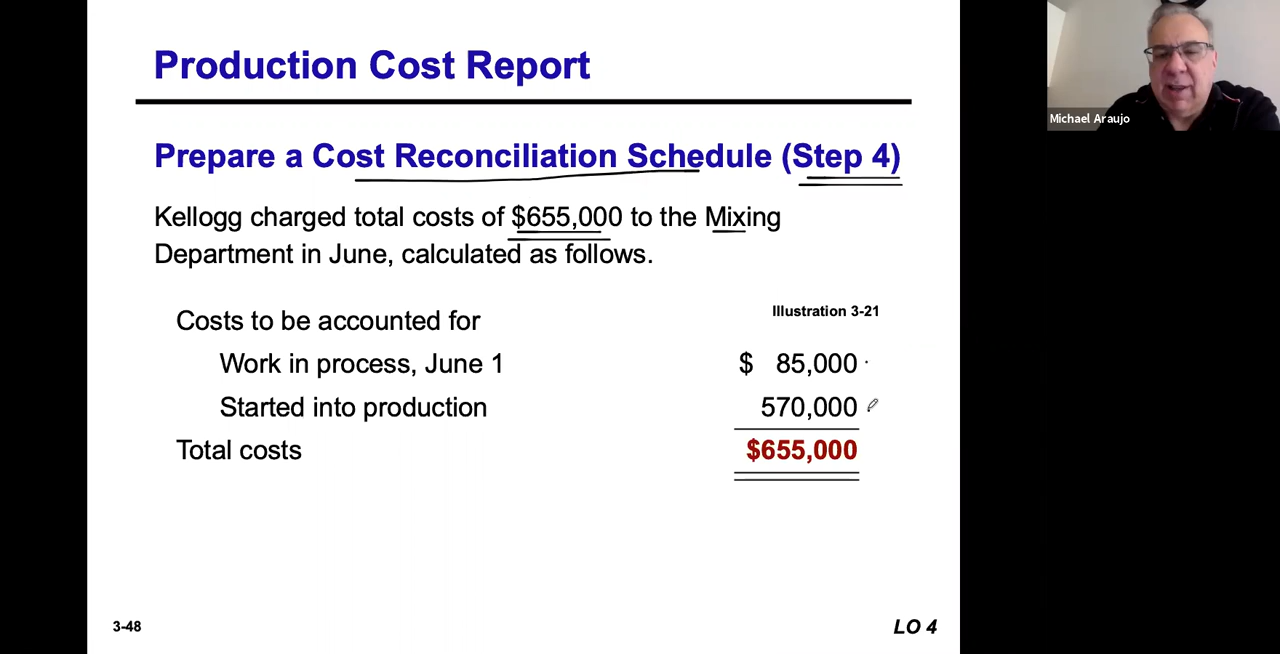 Production Cost Report
Michael Araujo
Prepare a Cost Reconciliation Schedule (Step 4)
Kellogg charged total costs of $655,000 to the Mixing
Department in June, calculated as follows.
Illustration 3-21
Costs to be accounted for
Work in process, June 1 $ 85,000
Started into production 570,000
Total costs $655,000
3-48 LO 4